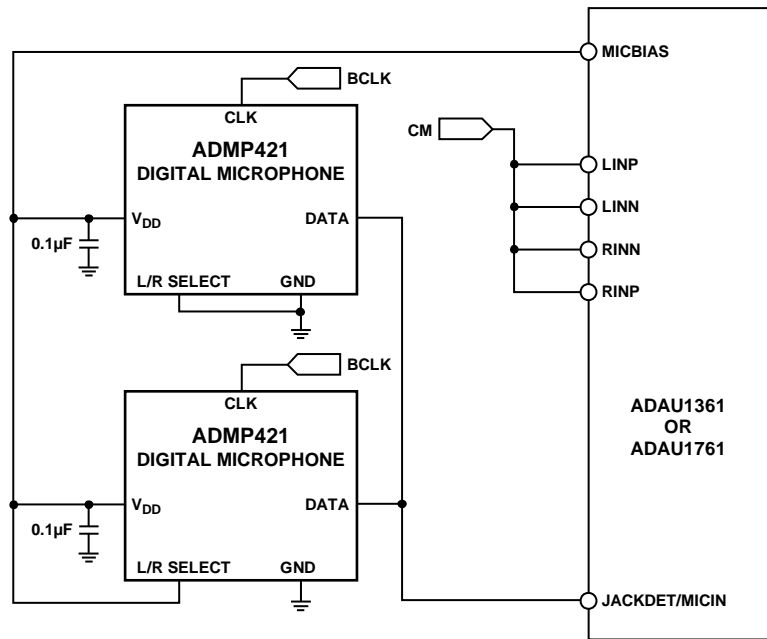 MICBIAS
BCLK
CLK
ADMP421
DIGITAL MICROPHONE
CM
LINP
VDD
DATA
LINN
0.1µF
RINN
L/R SELECT
GND
RINP
BCLK
CLK
ADMP421
DIGITAL MICROPHONE
ADAU1361
OR
ADAU1761
VDD
DATA
0.1µF
L/R SELECT
GND
JACKDET/MICIN